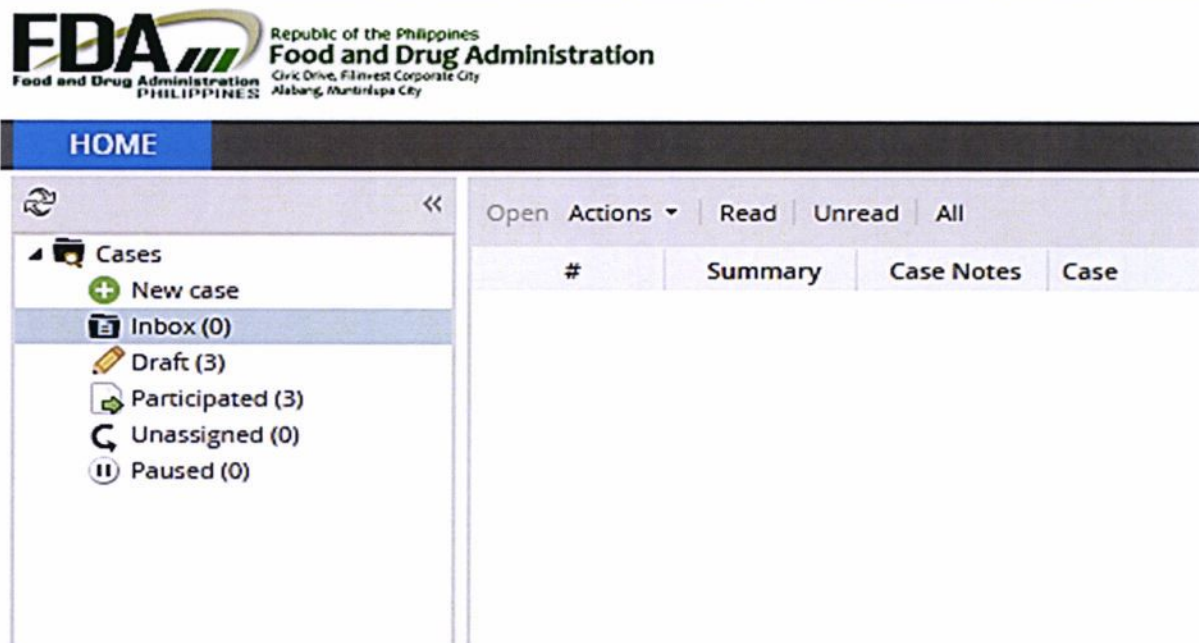 FDA
Food and Drug Administration
PHILIPPINES
Republic of the Philippines
Food and Drug Administration
Civic Drive, Filinvest Corporate City
Alabang, Muntinlupa City
HOME
Open Actions Read Unread All
Cases
New case
Inbox (0)
Draft (3)
Participated (3)
Unassigned (0)
Paused (0)
# Summary Case Notes Case